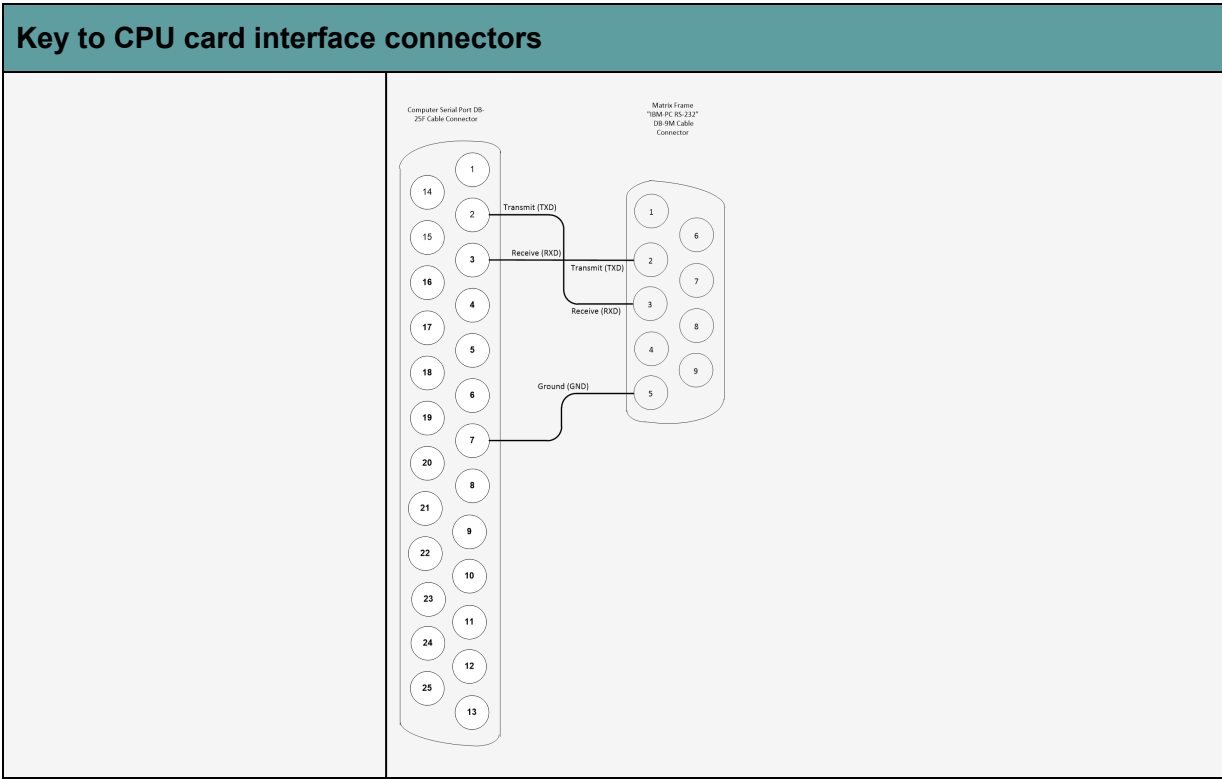 Key to CPU card interface connectors
Computer Serial Port DB-
25F Cable Connector
Matrix Frame
"IBM-PC RS-232"
DB-9M Cable
Connector
1
14
2
15
3
16
4
17
5
18
6
19
7
20
8
21
9
22
10
23
11
24
12
25
13
Transmit (TXD)
Receive (RXD)
Transmit (TXD)
Receive (RXD)
Ground (GND)
1
6
2
7
3
8
4
9
5